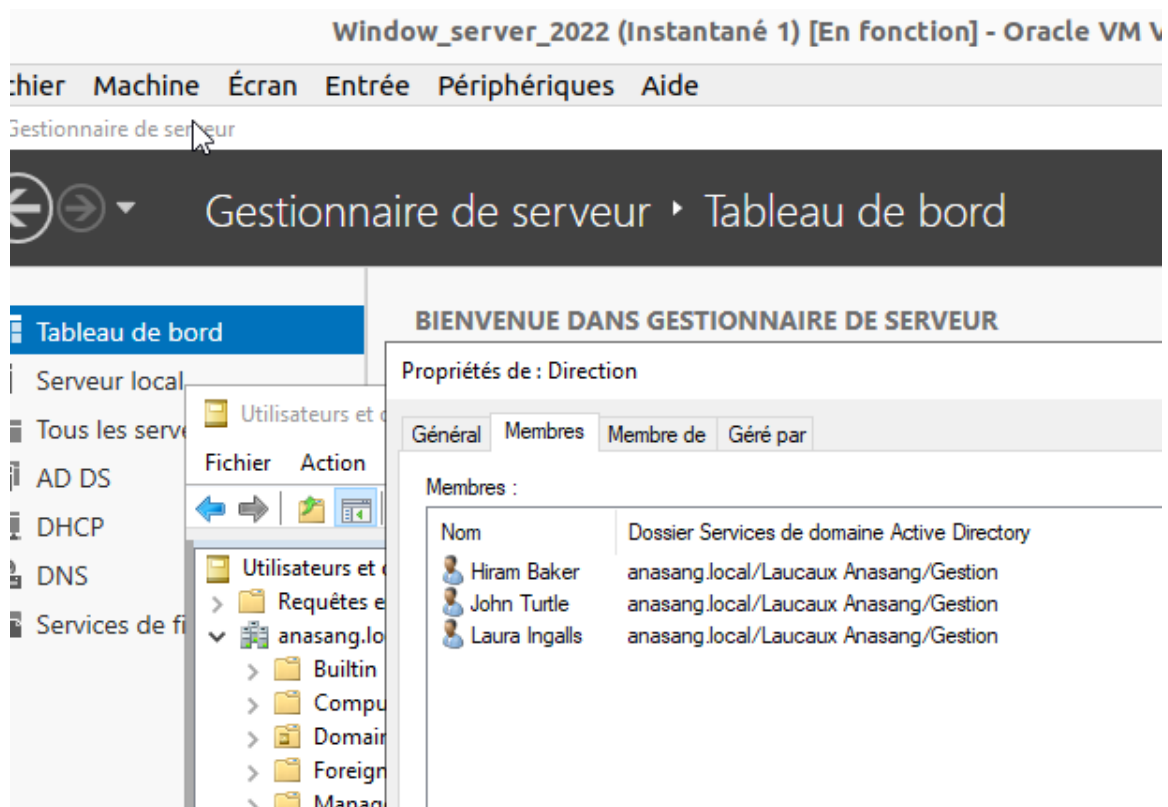 Window_server_2022 (Instantané 1) [En fonction] - Oracle VM V
chier Machine Écran Entrée Périphériques Aide
Gestionnaire de serveur
Gestionnaire de serveur ‣ Tableau de bord
Tableau de bord
Serveur local
Tous les serve
AD DS
DHCP
DNS
Services de fi
BIENVENUE DANS GESTIONNAIRE DE SERVEUR
Utilisateurs et
Fichier Action
Utilisateurs et
Requêtes e
anasang.lo
Builtin
Compu
Domain
Foreign
Manag
Propriétés de : Direction
Général Membres Membre de Géré par
Membres :
Nom Dossier Services de domaine Active Directory
Hiram Baker anasang.local/Laucaux Anasang/Gestion
John Turtle anasang.local/Laucaux Anasang/Gestion
Laura Ingalls anasang.local/Laucaux Anasang/Gestion